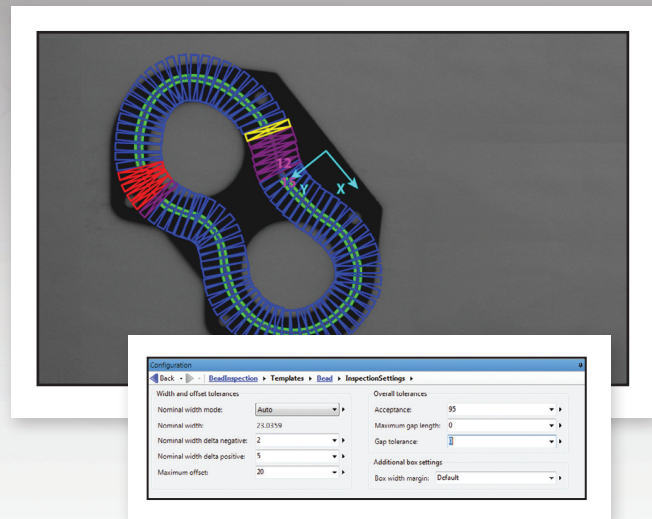 12
Y
X
Configuration
Back BeadInspection Templates Bead InspectionSettings
Width and offset tolerances
Nominal width mode: Auto
Nominal width: 23.0359
Nominal width delta negative: 2
Nominal width delta positive: 5
Maximum offset: 20
Overall tolerances
Acceptance: 95
Maximum gap length: 0
Gap tolerance:
Additional box settings
Box width margin: Default